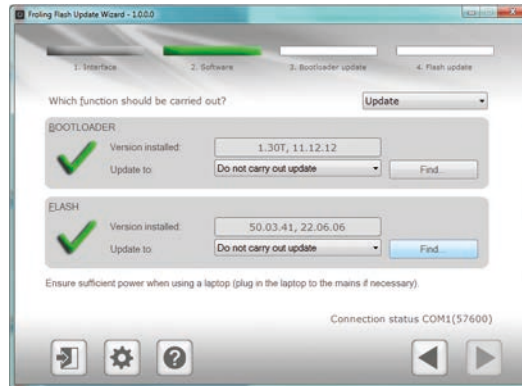 Froling Flash Update Wizard - 1.0.0.0
1. Interface
2. Software
3. Bootloader update
4. Flash update
Which function should be carried out?
Update
BOOTLOADER
Version installed:
1.30T, 11.12.12
Update to:
Do not carry out update
Find...
FLASH
Version installed:
50.03.41, 22.06.06
Update to:
Do not carry out update
Find...
Ensure sufficient power when using a laptop (plug in the laptop to the mains if necessary).
Connection status COM1(57600)